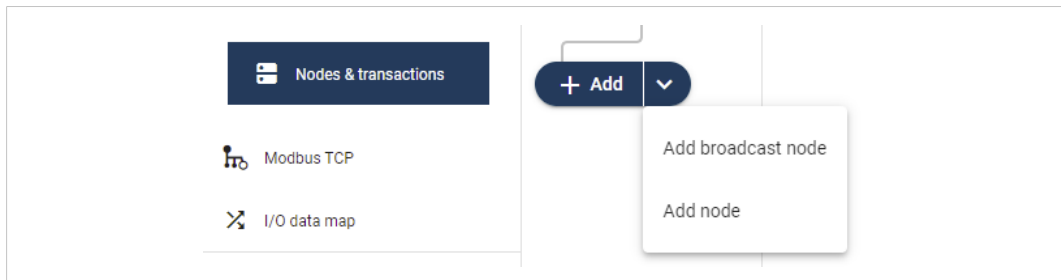 Nodes & transactions
Modbus TCP
I/O data map
Add
Add broadcast node
Add node